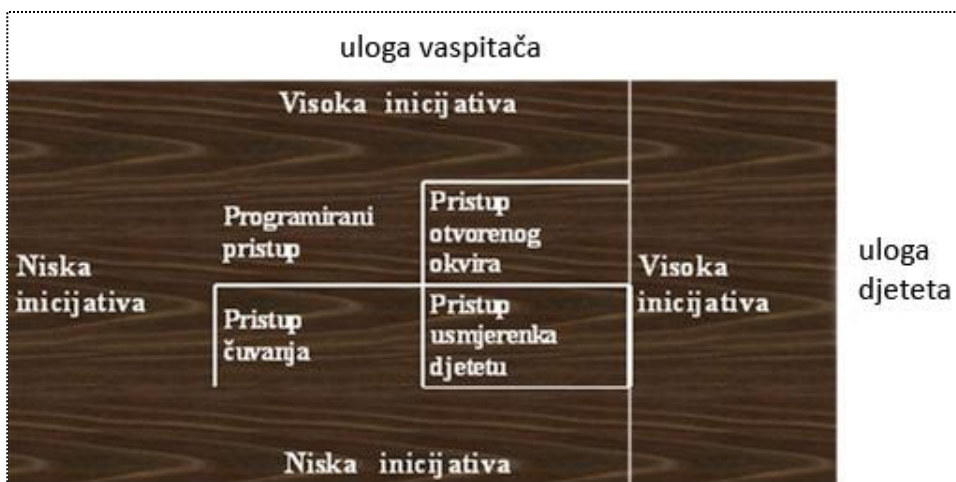 uloga vaspitača
Visoka inicijativa
Programirani
pristup
Pristup
otvorenog
okvira
Niska
inicijativa
Visoka
inicijativa
uloga
djeteta
Pristup
čuvanja
Pristup
usmjerenka
djetetu
Niska inicijativa